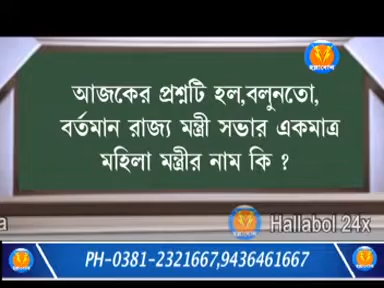 আজকের প্রশ্নটি হল,বলুনতো,
বর্তমান রাজ্য মন্ত্রী সভার একমাত্র
মহিলা মন্ত্রীর নাম কি ?
a
Hallabol 24x
PH-0381-2321667,9436461667